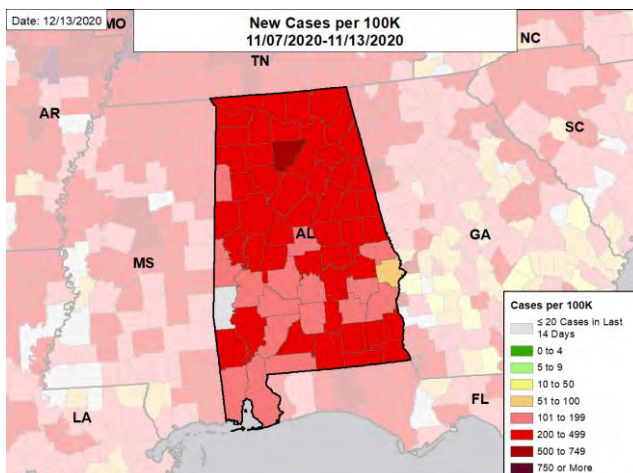 Date: 12/13/2020
New Cases per 100K
11/07/2020-11/13/2020
MO
NC
TN
AR
SC
AL
MS
GA
LA
FL
Cases per 100K
≤ 20 Cases in Last
14 Days
0 to 4
5 to 9
10 to 50
51 to 100
101 to 199
200 to 499
500 to 749
750 or More